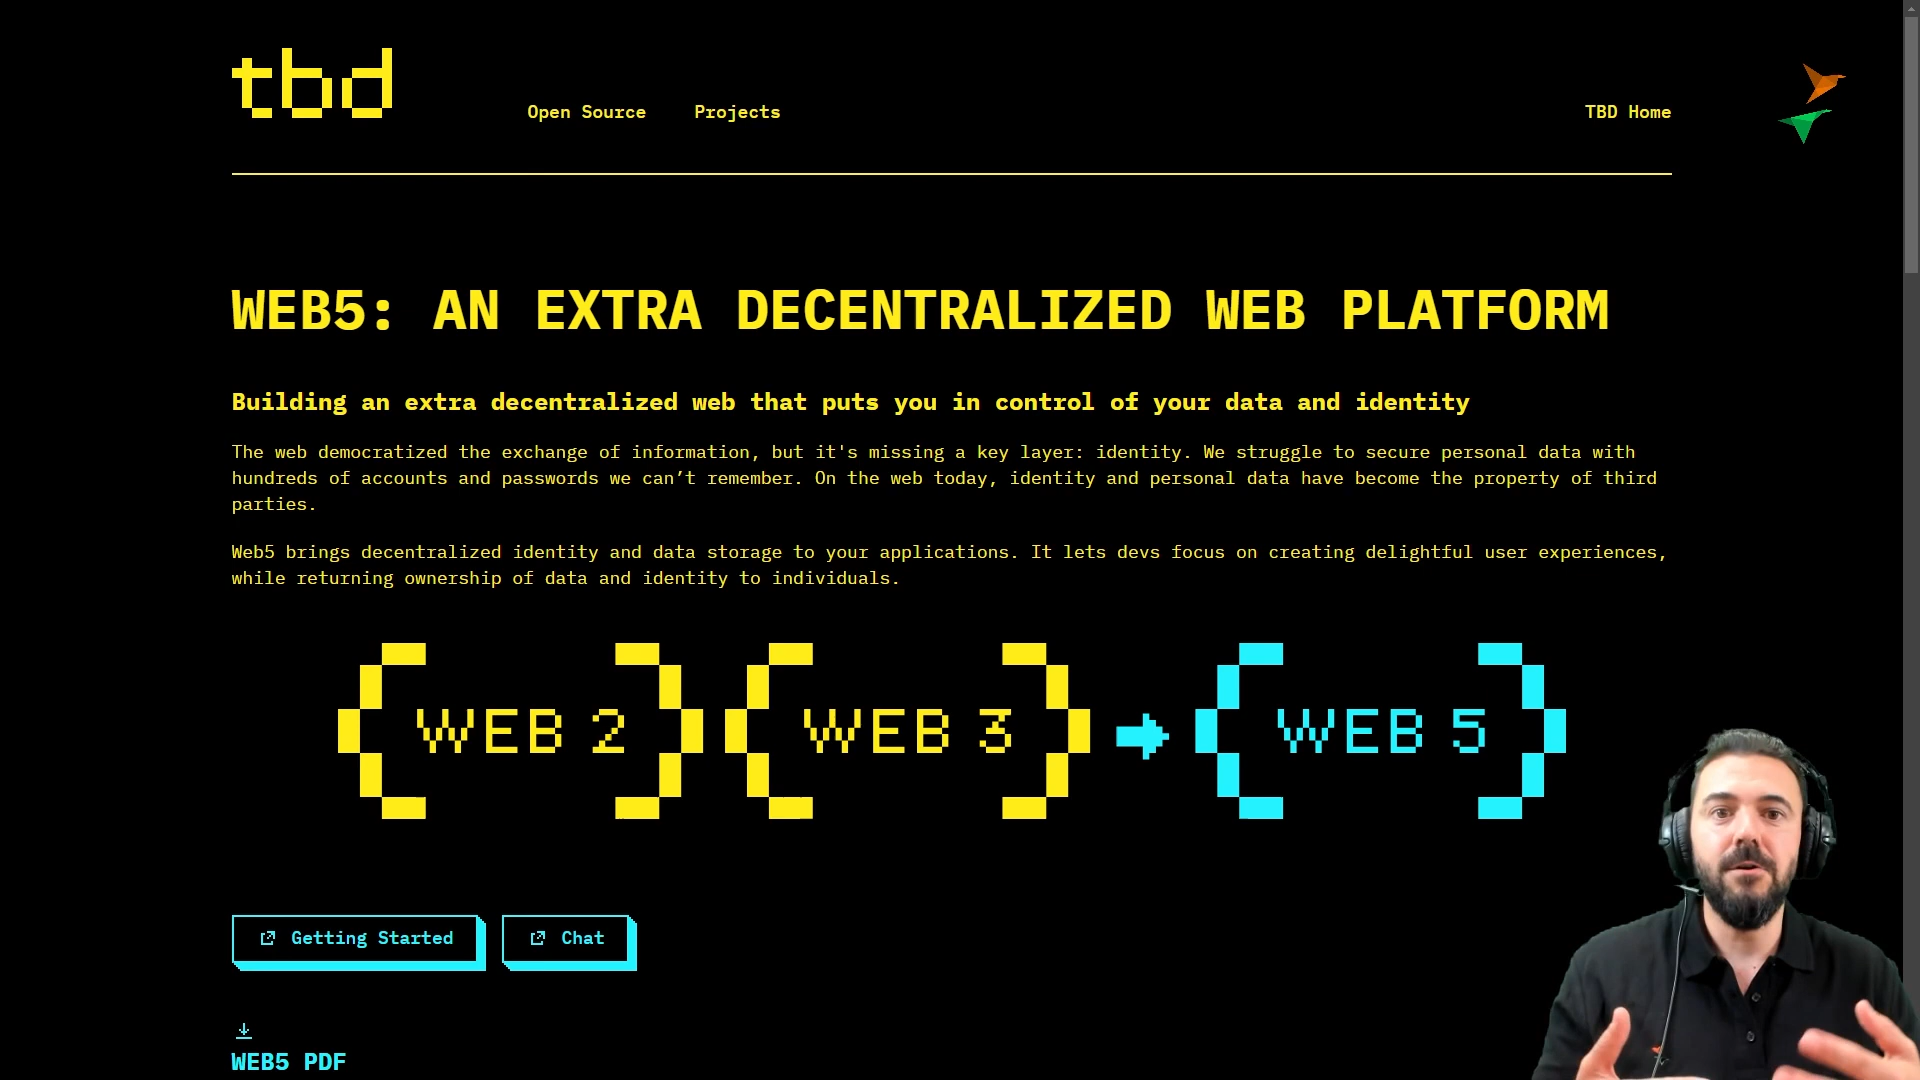 tbd
Open Source Projects TBD Home
WEB5: AN EXTRA DECENTRALIZED WEB PLATFORM
Building an extra decentralized web that puts you in control of your data and identity
The web democratized the exchange of information, but it's missing a key layer: identity. We struggle to secure personal data with
hundreds of accounts and passwords we can’t remember. On the web today, identity and personal data have become the property of third
parties.
Web5 brings decentralized identity and data storage to your applications. It lets devs focus on creating delightful user experiences,
while returning ownership of data and identity to individuals.
(WEB 2)(WEB 3) → (WEB 5)
Getting Started Chat
WEB5 PDF